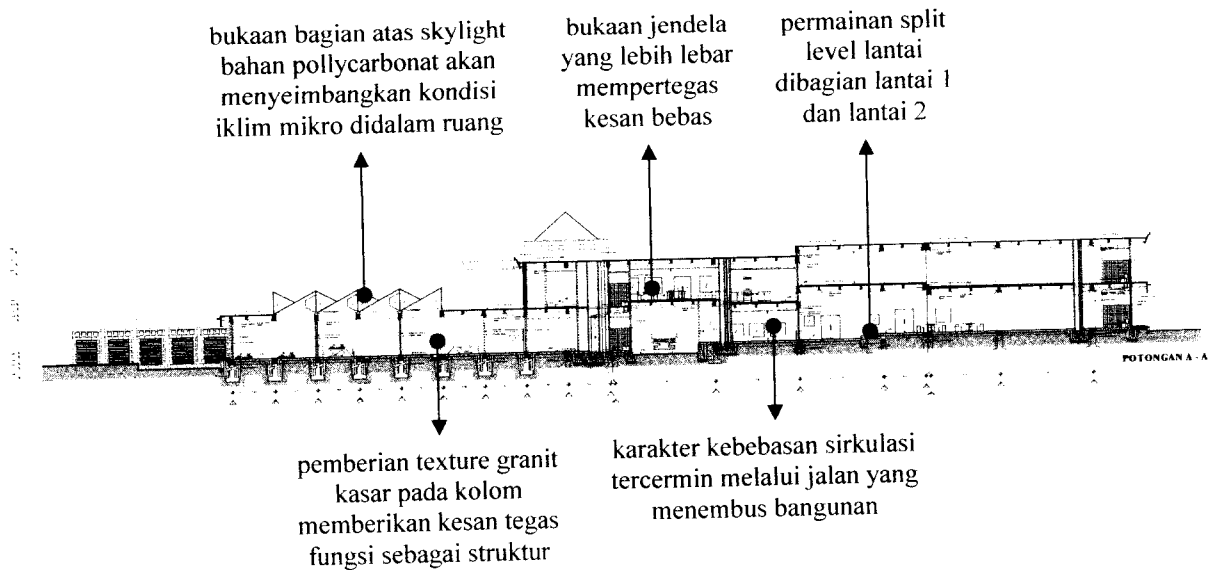 bukaan bagian atas skylight
bahan pollycarbonat akan
menyeimbangkan kondisi
iklim mikro didalam ruang
bukaan jendela
yang lebih lebar
mempertegas
kesan bebas
permainan split
level lantai
dibagian lantai 1
dan lantai 2
POTONGAN A - A
pemberian texture granit
kasar pada kolom
memberikan kesan tegas
fungsi sebagai struktur
karakter kebebasan sirkulasi
tercermin melalui jalan yang
menembus bangunan